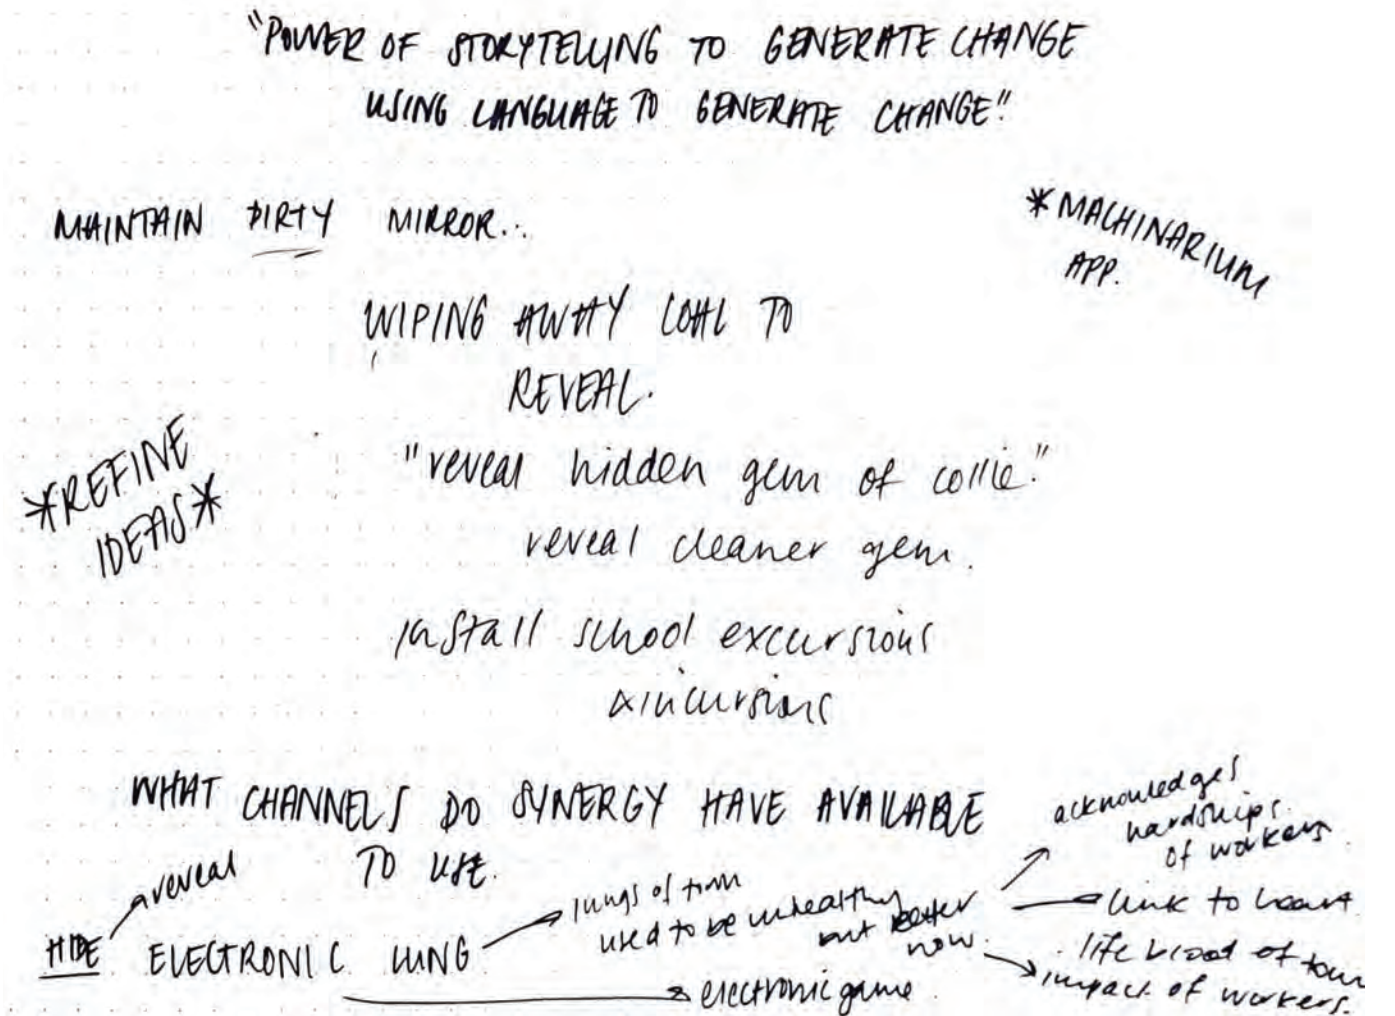 "POWER OF STORYTELLING TO GENERATE CHANGE
USING LANGUAGE TO GENERATE CHANGE"
MAINTAIN DIRTY MIRROR...
*MACHINARIUM
APP.
WIPING AWAY COAL TO
REVEAL.
*REFINE
IDEAS*
"reveal hidden gem of collie."
reveal cleaner gem.
install school excursions
& incursions
WHAT CHANNELS DO SYNERGY HAVE AVAILABLE
TO USE.
HIDE
reveal
ELECTRONIC LUNG
lungs of town
used to be unhealthy
but better
now.
electronic game.
acknowledges
hardships
of workers.
link to heart
life blood of town
impact of workers.